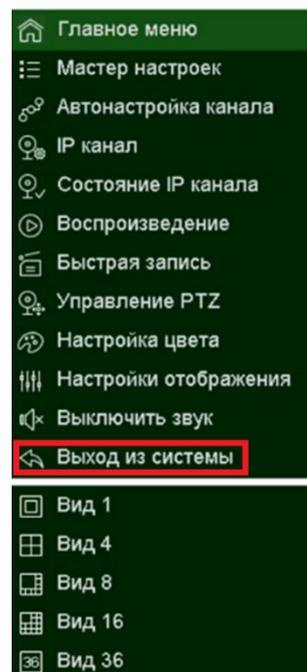 Главное меню
Мастер настроек
Автонастройка канала
IP канал
Состояние IP канала
Воспроизведение
Быстрая запись
Управление PTZ
Настройка цвета
Настройки отображения
Выключить звук
Выход из системы
Вид 1
Вид 4
Вид 8
Вид 16
36 Вид 36